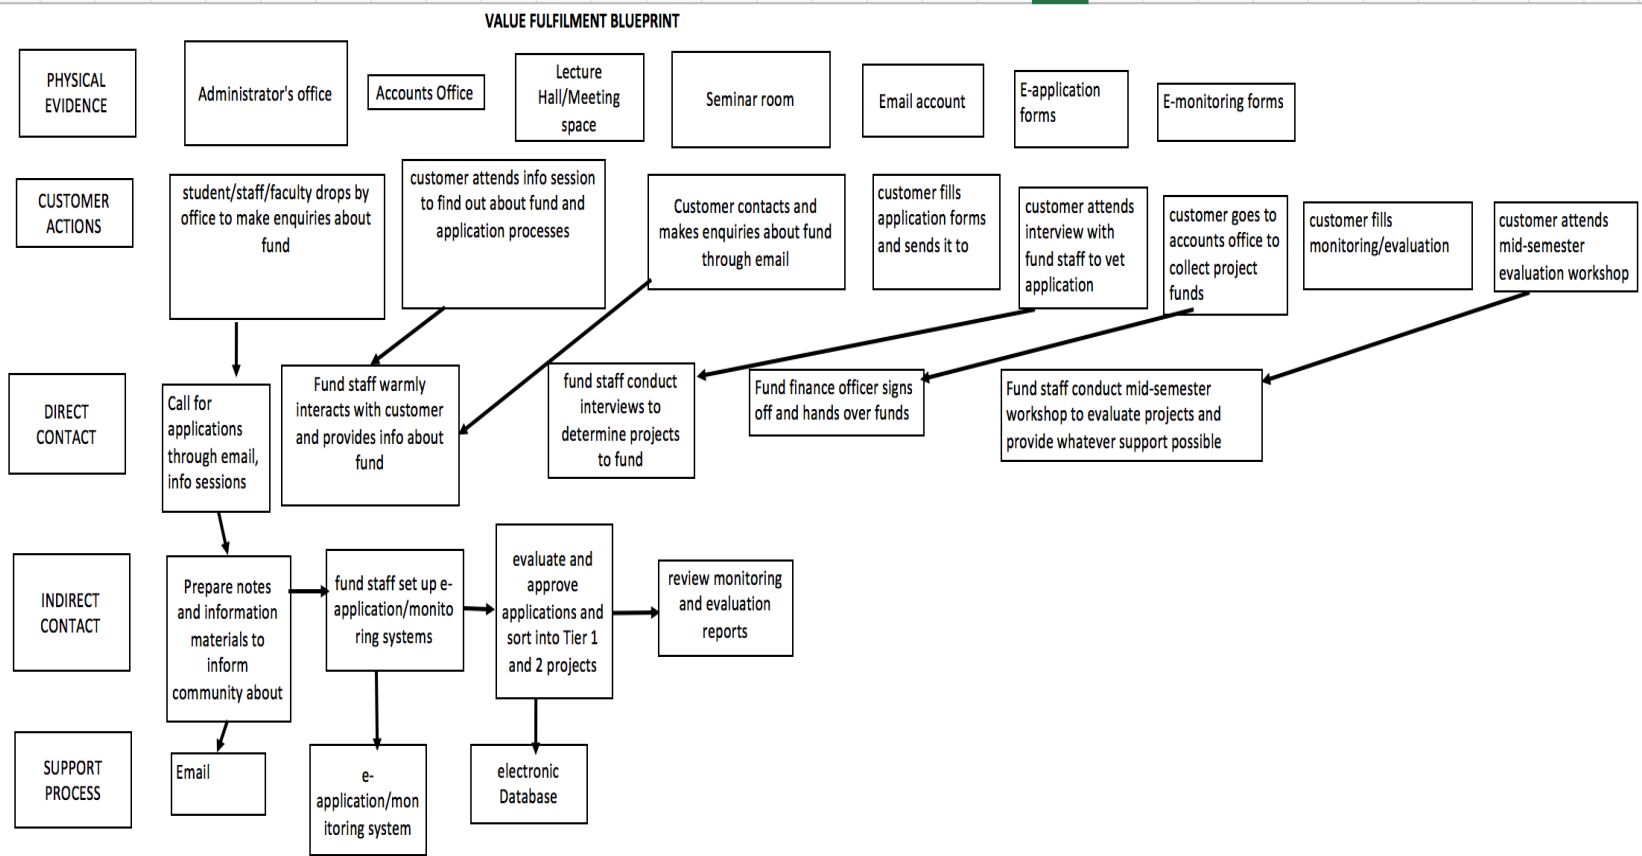 VALUE FULFILMENT BLUEPRINT
PHYSICAL
EVIDENCE
Administrator's office
Accounts Office
Lecture
Hall/Meeting
space
Seminar room
Email account
E-application
forms
E-monitoring forms
CUSTOMER
ACTIONS
student/staff/faculty drops by
office to make enquiries about
fund
customer attends info session
to find out about fund and
application processes
Customer contacts and
makes enquiries about fund
through email
customer fills
application forms
and sends it to
customer attends
interview with
fund staff to vet
application
customer goes to
accounts office to
collect project
funds
customer fills
monitoring/evaluation
customer attends
mid-semester
evaluation workshop
DIRECT
CONTACT
Call for
applications
through email,
info sessions
Fund staff warmly
interacts with customer
and provides info about
fund
fund staff conduct
interviews to
determine projects
to fund
Fund finance officer signs
off and hands over funds
Fund staff conduct mid-semester
workshop to evaluate projects and
provide whatever support possible
INDIRECT
CONTACT
Prepare notes
and information
materials to
inform
community about
fund staff set up e-
application/monito
ring systems
evaluate and
approve
applications and
sort into Tier 1
and 2 projects
review monitoring
and evaluation
reports
SUPPORT
PROCESS
Email
e-
application/mon
itoring system
electronic
Database